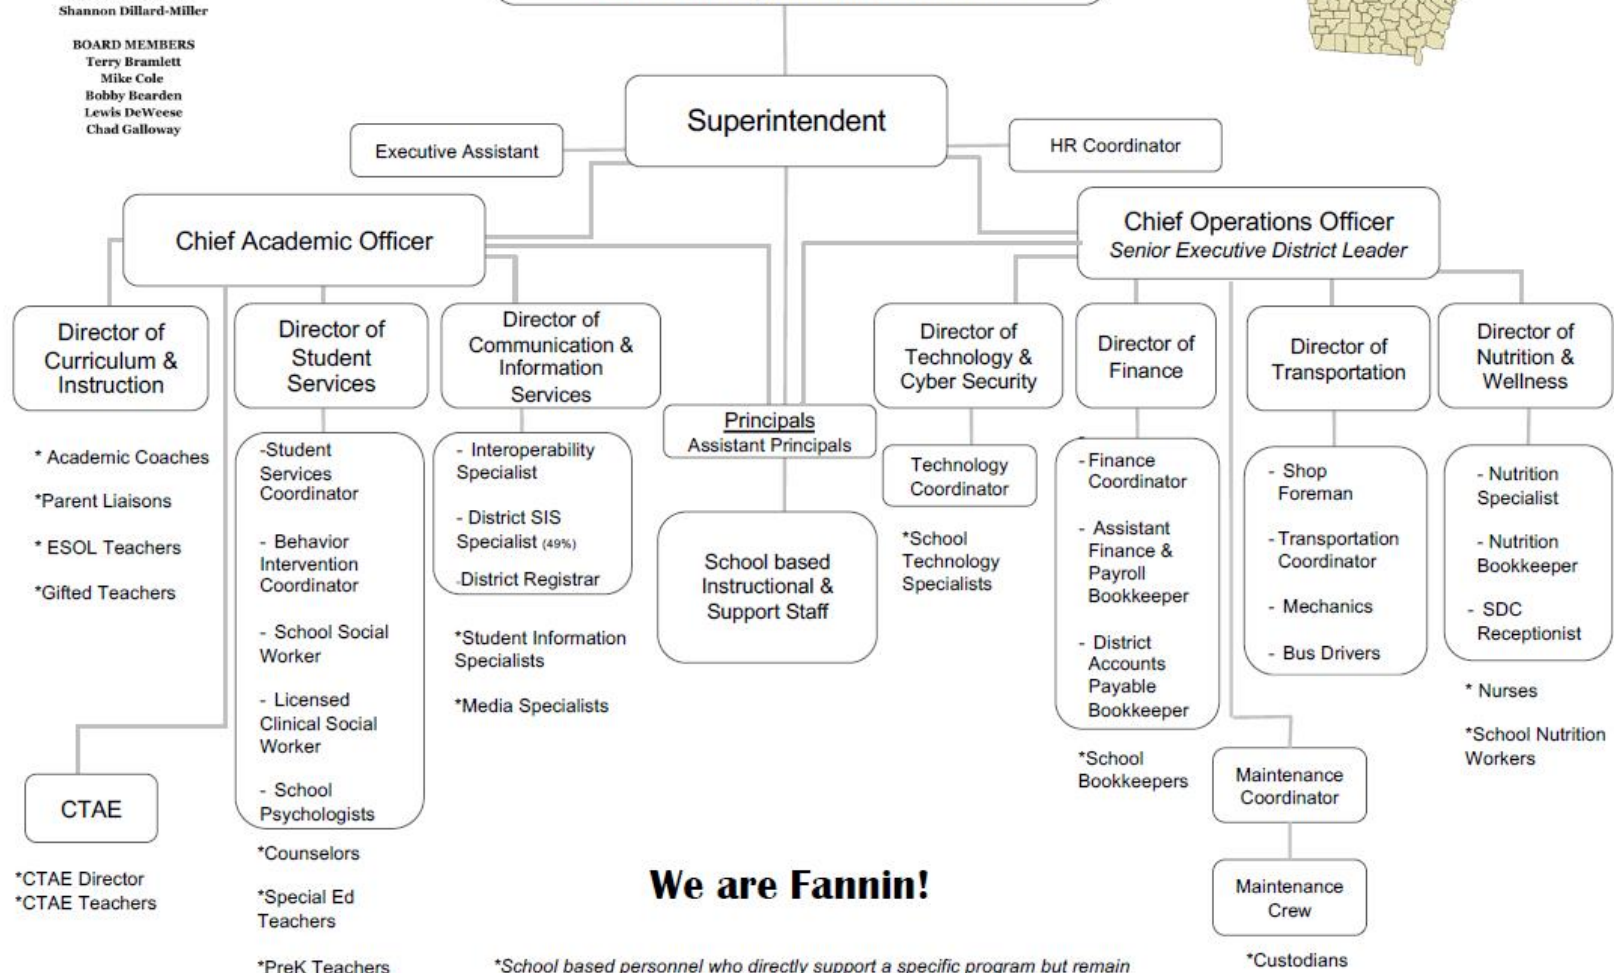 Shannon Dillard-Miller
BOARD MEMBERS
Terry Bramlett
Mike Cole
Bobby Bearden
Lewis DeWeese
Chad Galloway
Superintendent
Executive Assistant
HR Coordinator
Chief Academic Officer
Chief Operations Officer
Senior Executive District Leader
Director of
Curriculum &
Instruction
Director of
Student
Services
Director of
Communication &
Information
Services
Principals
Assistant Principals
Director of
Technology &
Cyber Security
Director of
Finance
Director of
Transportation
Director of
Nutrition &
Wellness
* Academic Coaches
*Parent Liaisons
* ESOL Teachers
*Gifted Teachers
-Student
Services
Coordinator
- Behavior
Intervention
Coordinator
- School Social
Worker
- Licensed
Clinical Social
Worker
- School
Psychologists
*Counselors
*Special Ed
Teachers
*PreK Teachers
- Interoperability
Specialist
- District SIS
Specialist (49%)
-District Registrar
*Student Information
Specialists
*Media Specialists
School based
Instructional &
Support Staff
Technology
Coordinator
*School
Technology
Specialists
-Finance
Coordinator
- Assistant
Finance &
Payroll
Bookkeeper
- District
Accounts
Payable
Bookkeeper
*School
Bookkeepers
- Shop
Foreman
-Transportation
Coordinator
- Mechanics
- Bus Drivers
- Nutrition
Specialist
- Nutrition
Bookkeeper
- SDC
Receptionist
* Nurses
*School Nutrition
Workers
CTAE
*CTAE Director
*CTAE Teachers
Maintenance
Coordinator
Maintenance
Crew
*Custodians
We are Fannin!
*School based personnel who directly support a specific program but remain